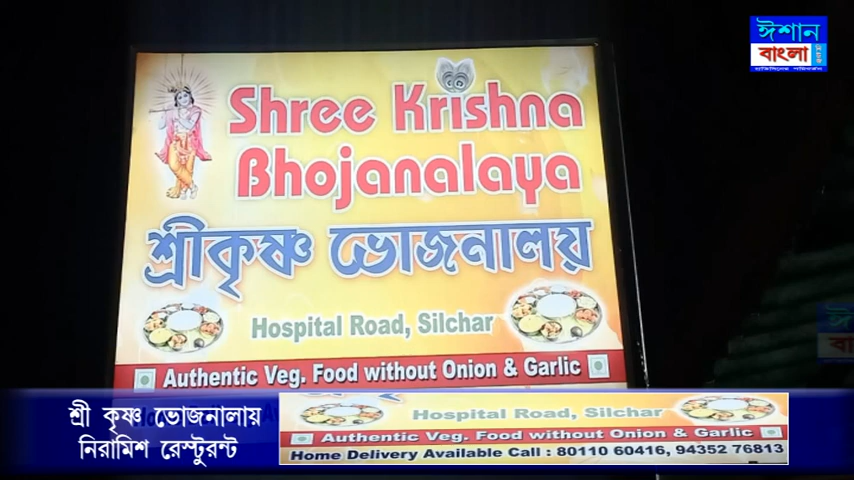 ঈশান
বাংলা
Shree Krishna
Bhojanalaya
শ্রীকৃষ্ণ ভোজনালয়
Hospital Road, Silchar
Authentic Veg. Food without Onion & Garlic
শ্রী কৃষ্ণ ভোজনালায়
নিরামিশ রেস্টুরন্ট
Hospital Road, Silchar
Authentic Veg. Food without Onion & Garlic
Home Delivery Available Call : 80110 60416, 94352 76813